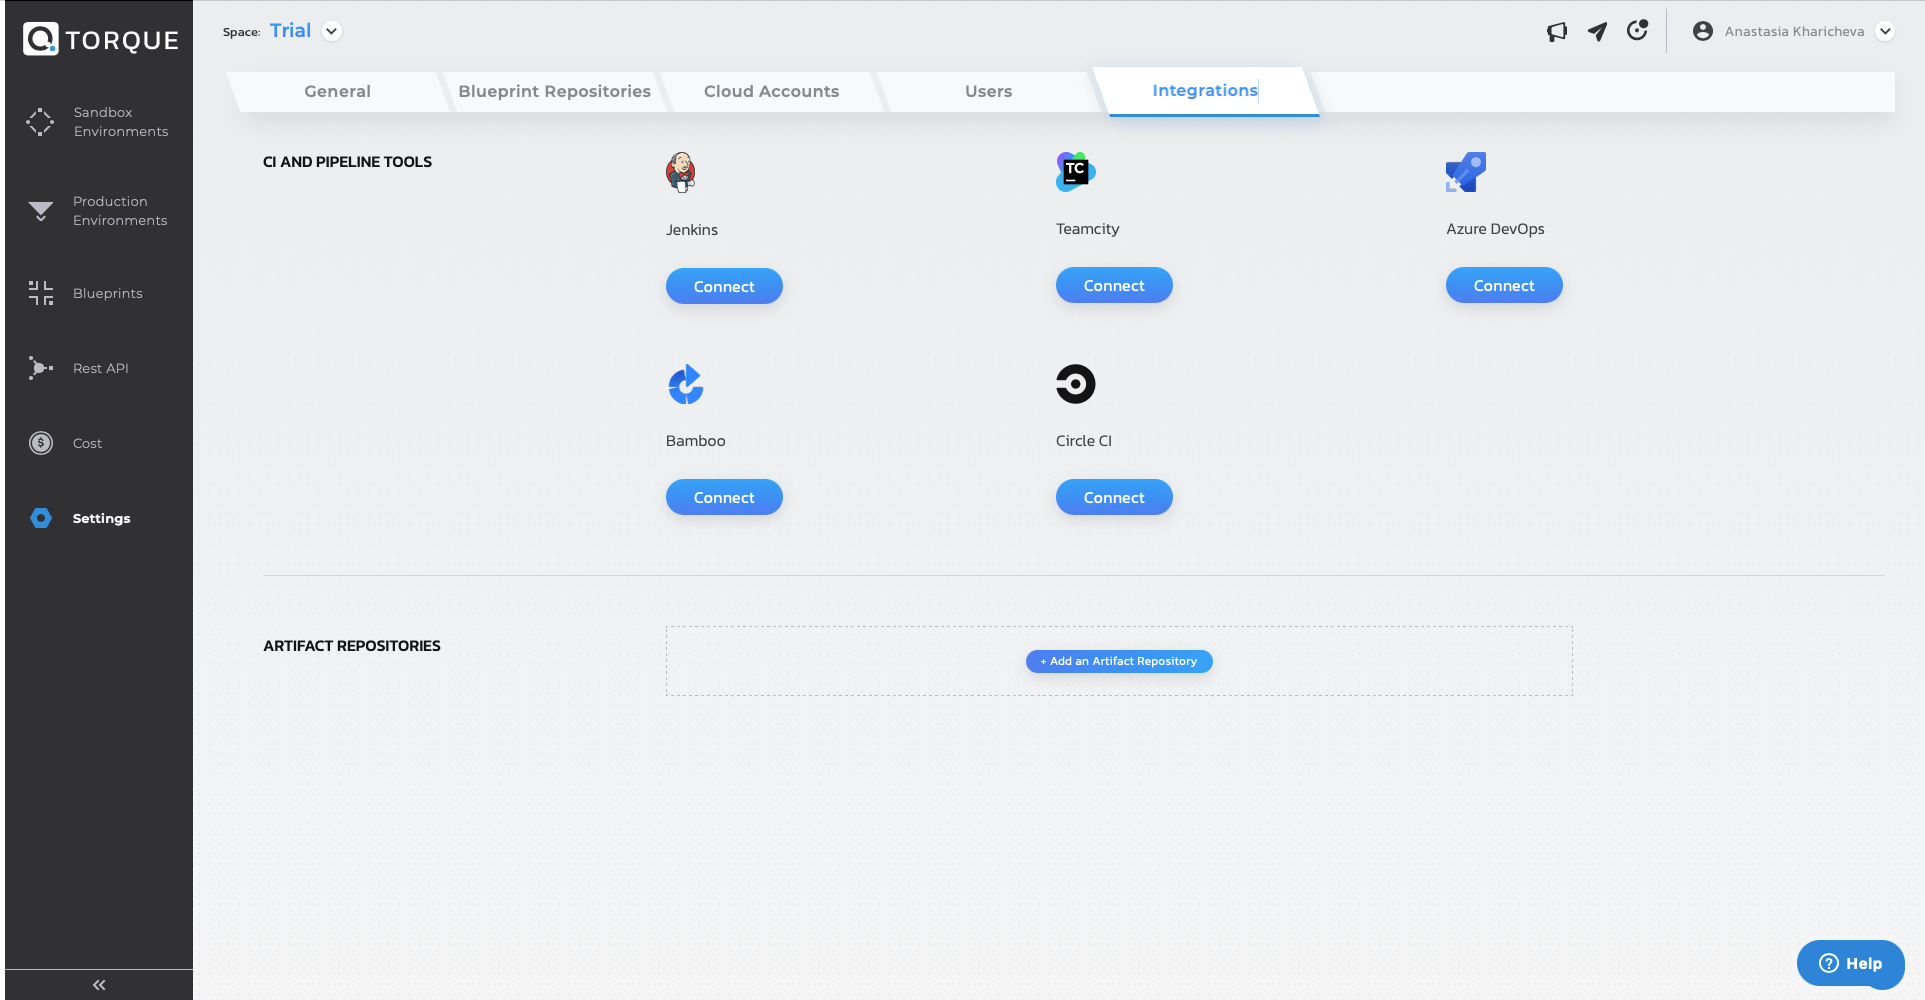 TORQUE
Space: Trial
Anastasia Kharicheva
General
Blueprint Repositories
Cloud Accounts
Users
Integrations
Sandbox
Environments
Production
Environments
Blueprints
Rest API
Cost
Settings
CI AND PIPELINE TOOLS
TC
Jenkins
Teamcity
Azure DevOps
Connect
Connect
Connect
Bamboo
Circle CI
Connect
Connect
ARTIFACT REPOSITORIES
+ Add an Artifact Repository
Help